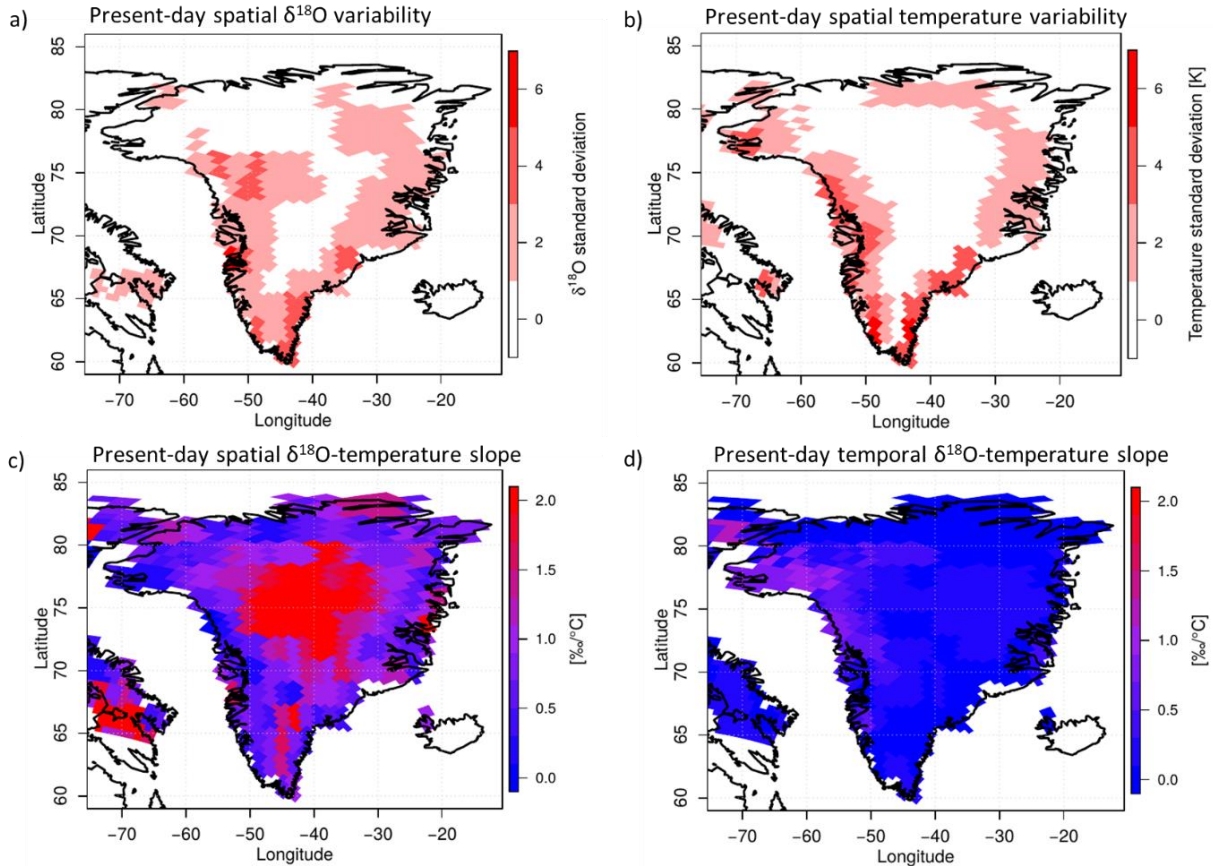 a) Present-day spatial δ¹⁸O variability
85
80
75
70
65
60
Latitude
−70 −60 −50 −40 −30 −20
Longitude
6
4
2
0
δ¹⁸O standard deviation
b) Present-day spatial temperature variability
85
80
75
70
65
60
Latitude
−70 −60 −50 −40 −30 −20
Longitude
6
4
2
0
Temperature standard deviation [K]
c) Present-day spatial δ¹⁸O-temperature slope
85
80
75
70
65
60
Latitude
−70 −60 −50 −40 −30 −20
Longitude
2.0
1.5
1.0
0.5
0.0
[‰/°C]
d) Present-day temporal δ¹⁸O-temperature slope
85
80
75
70
65
60
Latitude
−70 −60 −50 −40 −30 −20
Longitude
2.0
1.5
1.0
0.5
0.0
[‰/°C]